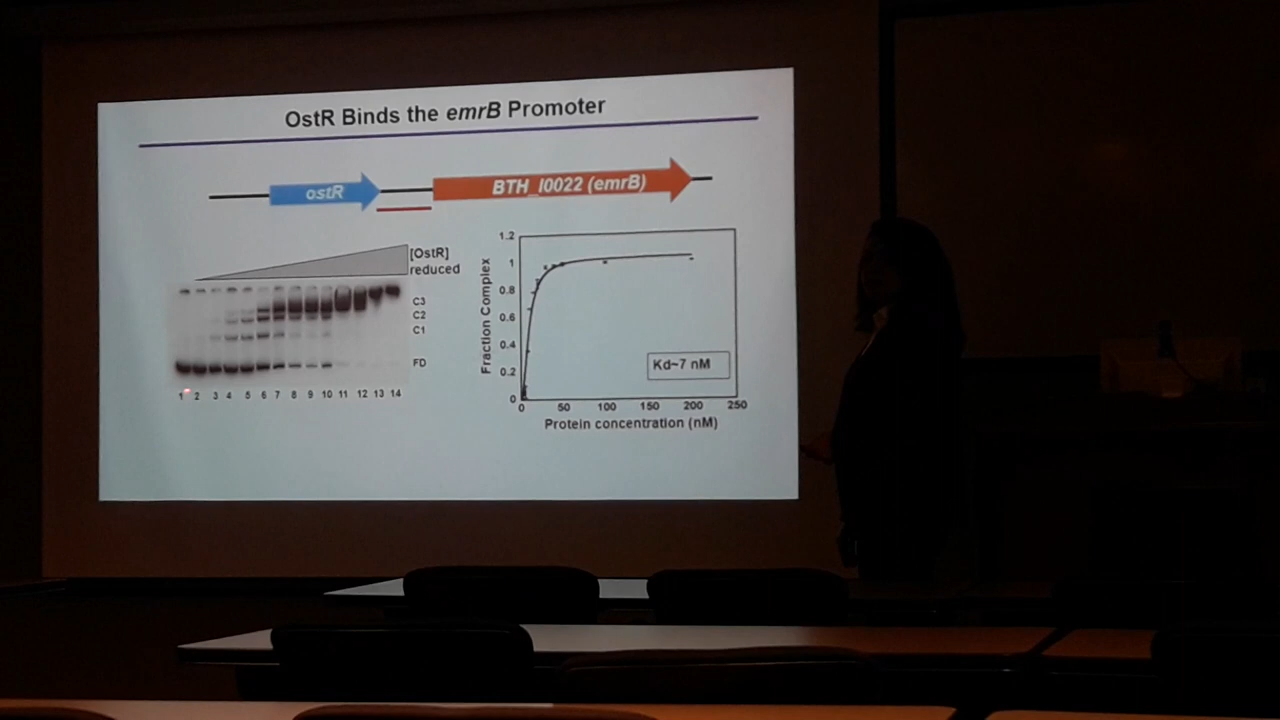 OstR Binds the emrB Promoter
ostR
BTH_I0022 (emrB)
[OstR]
reduced
C3
C2
C1
FD
1 2 3 4 5 6 7 8 9 10 11 12 13 14
1.2
1
0.8
0.6
0.4
0.2
0
Fraction Complex
Kd~7 nM
0 50 100 150 200 250
Protein concentration (nM)